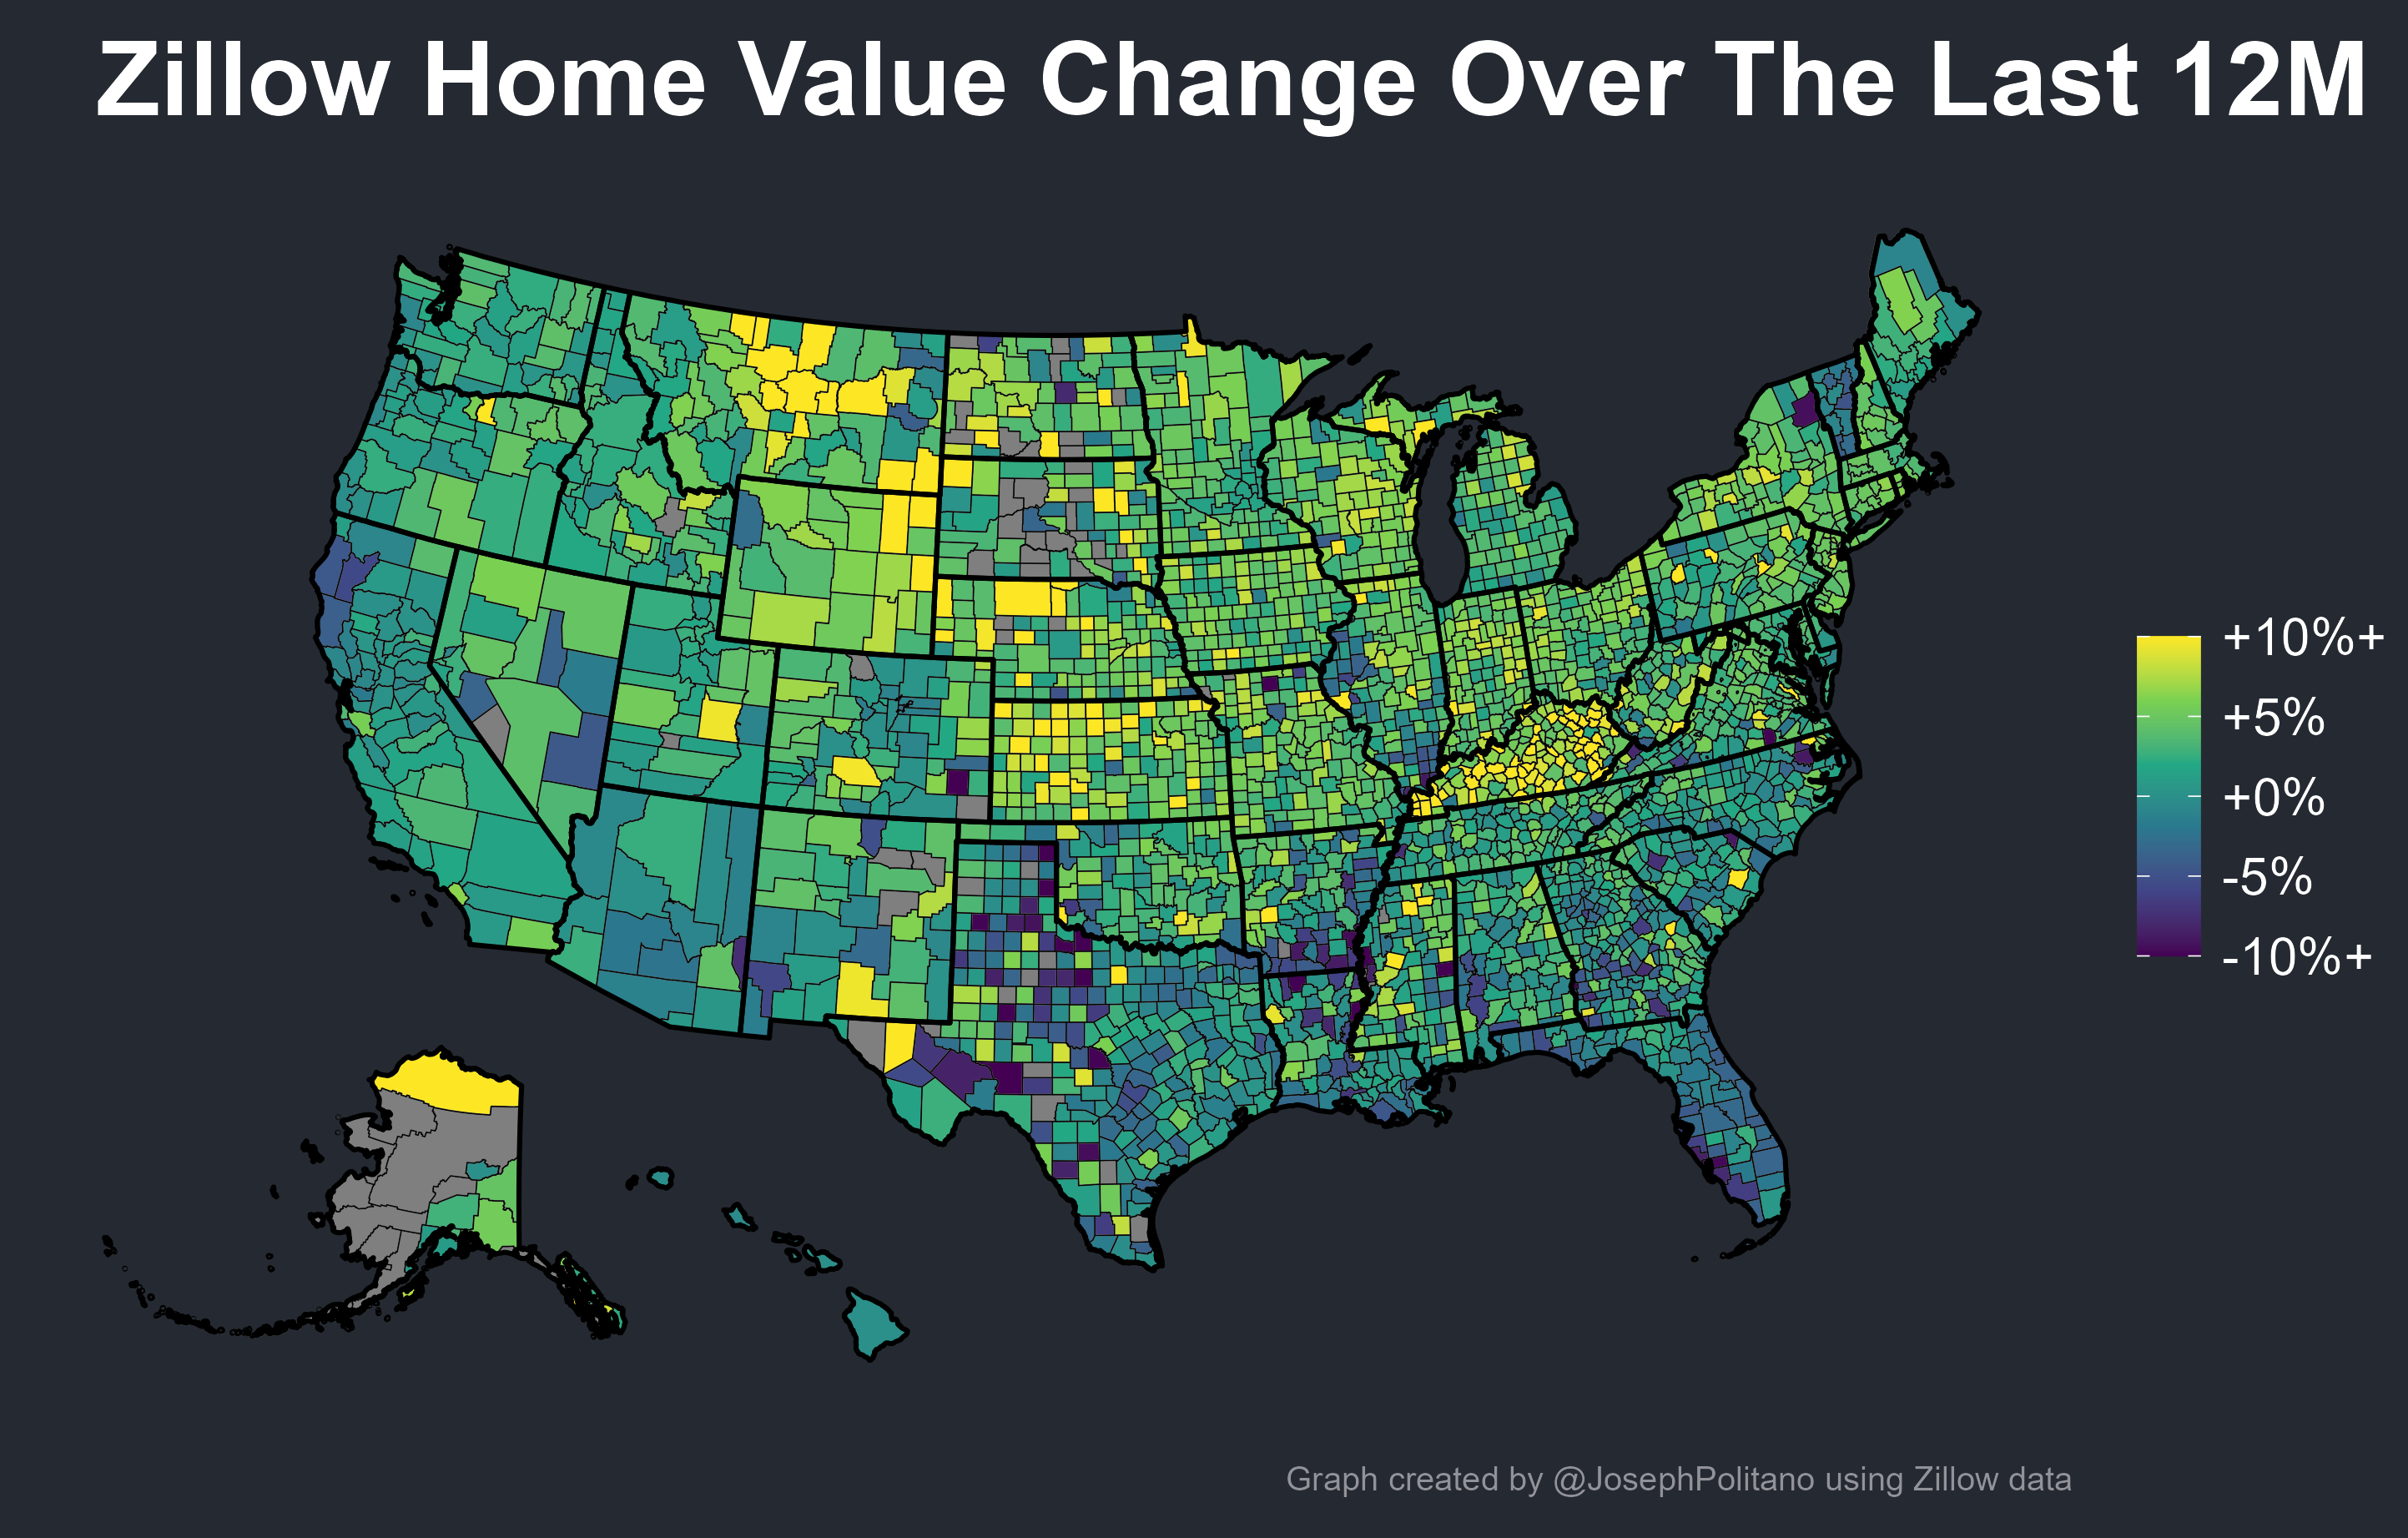 Zillow Home Value Change Over The Last 12M
+10%+
+5%
+0%
-5%
-10%+
Graph created by @JosephPolitano using Zillow data